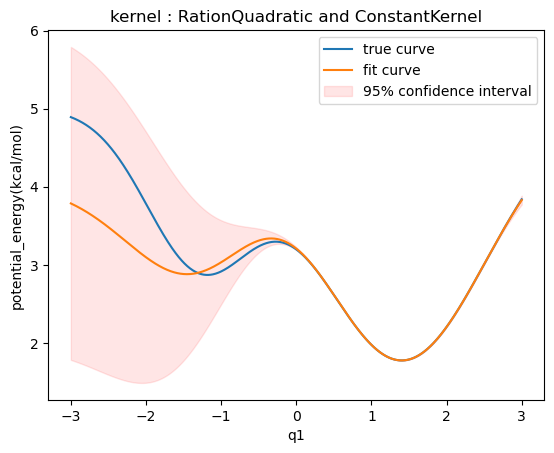 kernel : RationQuadratic and ConstantKernel
true curve
fit curve
95% confidence interval
potential_energy(kcal/mol)
6
5
4
3
2
−3
−2
−1
0
1
2
3
q1